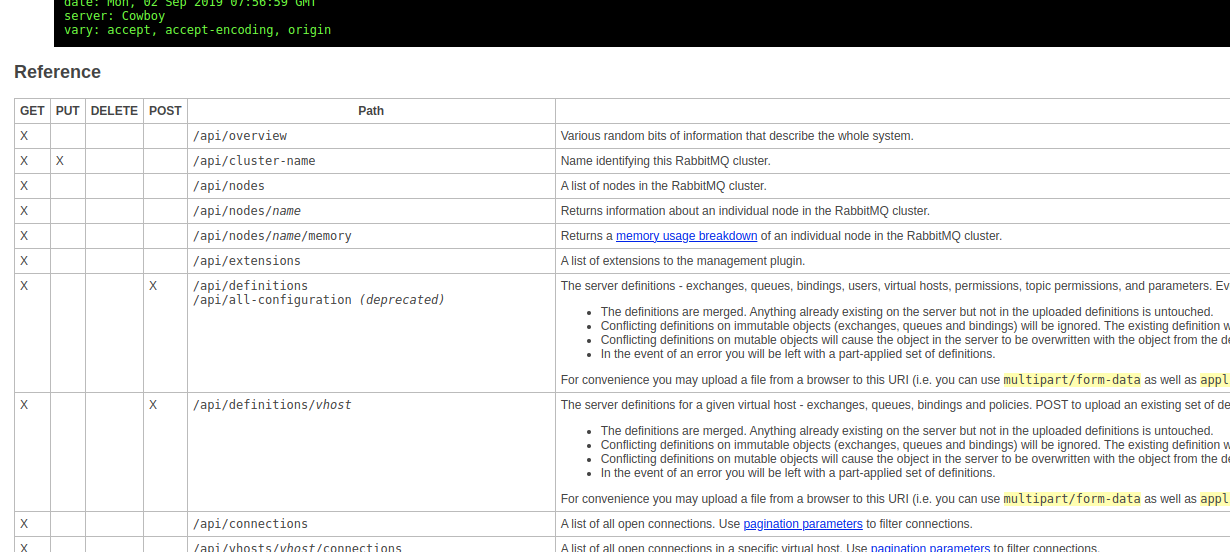 date: Mon, 02 Sep 2019 07:56:59 GMT
server: Cowboy
vary: accept, accept-encoding, origin
Reference
GET PUT DELETE POST Path
X /api/overview Various random bits of information that describe the whole system.
X X /api/cluster-name Name identifying this RabbitMQ cluster.
X /api/nodes A list of nodes in the RabbitMQ cluster.
X /api/nodes/name Returns information about an individual node in the RabbitMQ cluster.
X /api/nodes/name/memory Returns a memory usage breakdown of an individual node in the RabbitMQ cluster.
X /api/extensions A list of extensions to the management plugin.
X X /api/definitions The server definitions - exchanges, queues, bindings, users, virtual hosts, permissions, topic permissions, and parameters. Ev
/api/all-configuration (deprecated)
• The definitions are merged. Anything already existing on the server but not in the uploaded definitions is untouched.
• Conflicting definitions on immutable objects (exchanges, queues and bindings) will be ignored. The existing definition w
• Conflicting definitions on mutable objects will cause the object in the server to be overwritten with the object from the de
• In the event of an error you will be left with a part-applied set of definitions.
For convenience you may upload a file from a browser to this URI (i.e. you can use multipart/form-data as well as appl
X X /api/definitions/vhost The server definitions for a given virtual host - exchanges, queues, bindings and policies. POST to upload an existing set of de
• The definitions are merged. Anything already existing on the server but not in the uploaded definitions is untouched.
• Conflicting definitions on immutable objects (exchanges, queues and bindings) will be ignored. The existing definition w
• Conflicting definitions on mutable objects will cause the object in the server to be overwritten with the object from the de
• In the event of an error you will be left with a part-applied set of definitions.
For convenience you may upload a file from a browser to this URI (i.e. you can use multipart/form-data as well as appl
X /api/connections A list of all open connections. Use pagination parameters to filter connections.
X /api/vhosts/vhost/connections A list of all open connections in a specific virtual host. Use pagination parameters to filter connections.